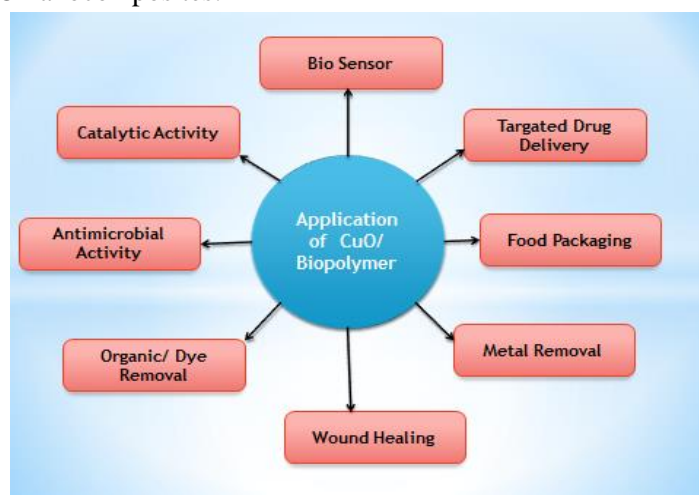 Bio Sensor
Catalytic Activity
Targated Drug
Delivery
Application
of CuO/
Biopolymer
Antimicrobial
Activity
Food Packaging
Organic/ Dye
Removal
Metal Removal
Wound Healing